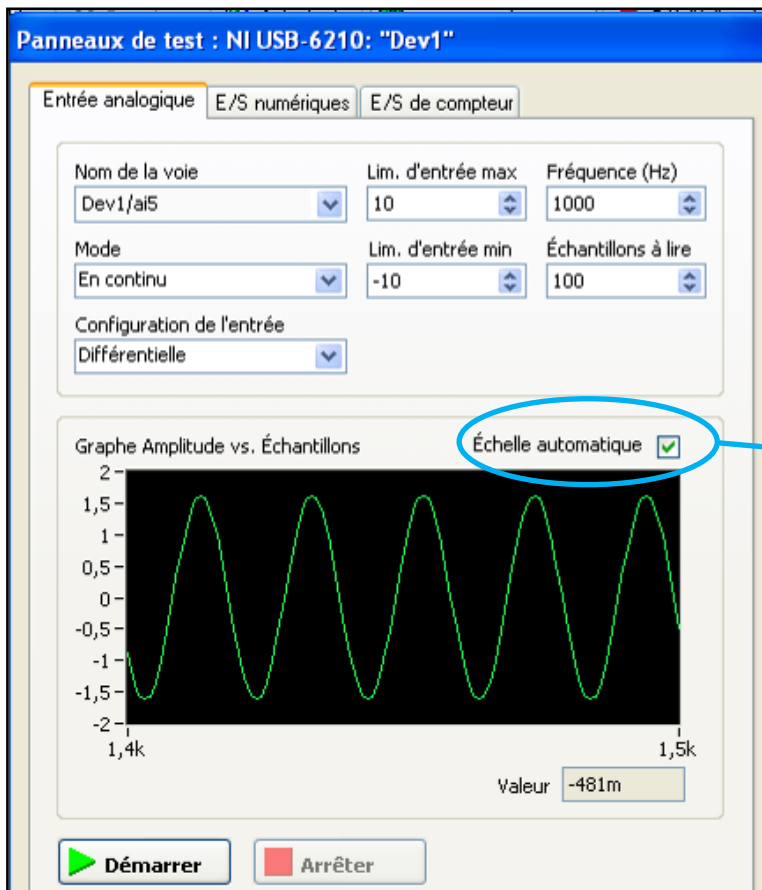 Panneaux de test : NI USB-6210: "Dev1"
Entrée analogique E/S numériques E/S de compteur
Nom de la voie Lim. d'entrée max Fréquence (Hz)
Dev1/ai5 10 1000
Mode Lim. d'entrée min Échantillons à lire
En continu -10 100
Configuration de l'entrée
Différentielle
Graphe Amplitude vs. Échantillons Échelle automatique
2
1,5
1
0,5
0
-0,5
-1
-1,5
-2
1,4k 1,5k
Valeur -481m
Démarrer Arrêter